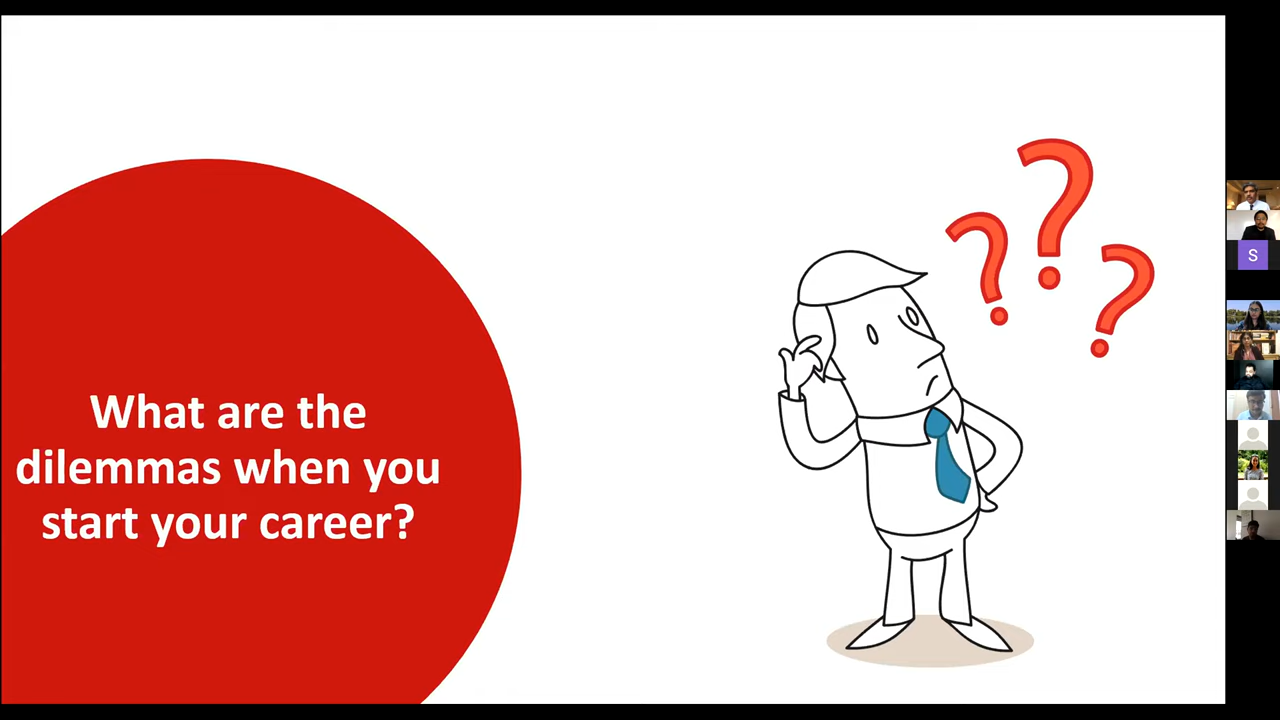 What are the
dilemmas when you
start your career?
? ? ?
S